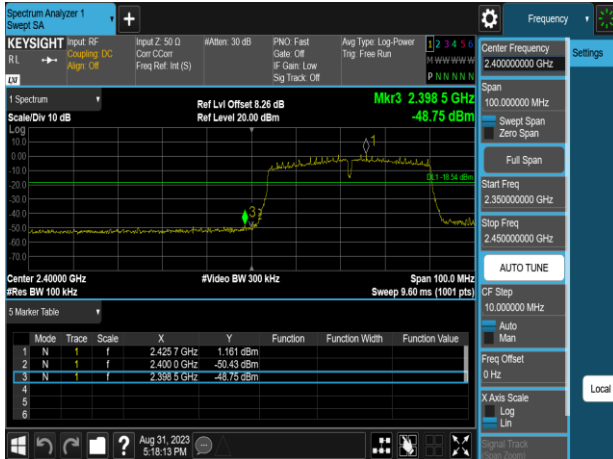 Spectrum Analyzer 1
Swept SA
+
Frequency
KEYSIGHT Input: RF Input Z: 50 Ω #Atten: 30 dB PNO: Fast Avg Type: Log-Power 1 2 3 4 5 6
RL Coupling: DC Corr CCorr Gate: Off Trig: Free Run M W W W W W
Align: Off Freq Ref: Int (S) IF Gain: Low
Sig Track: Off P N N N N N
LXI
1 Spectrum
Ref Lvl Offset 8.26 dB Mkr3 2.398 5 GHz
Scale/Div 10 dB Ref Level 20.00 dBm -48.75 dBm
Log
10.0
0.00
-10.0
-20.0
-30.0
-40.0
-50.0
-60.0
-70.0
1
DL1 -18.54 dBm
3
Center 2.40000 GHz #Video BW 300 kHz Span 100.0 MHz
#Res BW 100 kHz Sweep 9.60 ms (1001 pts)
5 Marker Table
Mode Trace Scale X Y Function Function Width Function Value
1 N 1 f 2.425 7 GHz 1.161 dBm
2 N 1 f 2.400 0 GHz -50.43 dBm
3 N 1 f 2.398 5 GHz -48.75 dBm
4
5
6
Aug 31, 2023
5:18:13 PM
?
Center Frequency
2.400000000 GHz
Span
100.000000 MHz
Swept Span
Zero Span
Full Span
Start Freq
2.350000000 GHz
Stop Freq
2.450000000 GHz
AUTO TUNE
CF Step
10.000000 MHz
Auto
Man
Freq Offset
0 Hz
X Axis Scale
Log
Lin
Signal Track
(Span Zoom)
Settings
Local